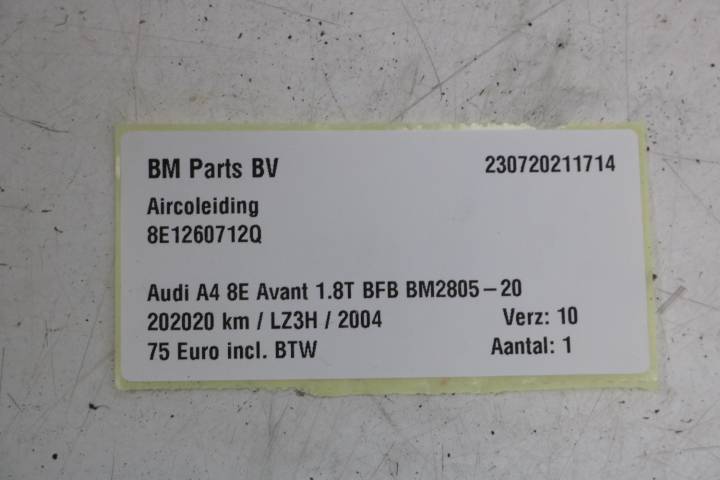 BM Parts BV 230720211714
Aircoleiding
8E1260712Q
Audi A4 8E Avant 1.8T BFB BM2805-20
202020 km / LZ3H / 2004 Verz: 10
75 Euro incl. BTW Aantal: 1